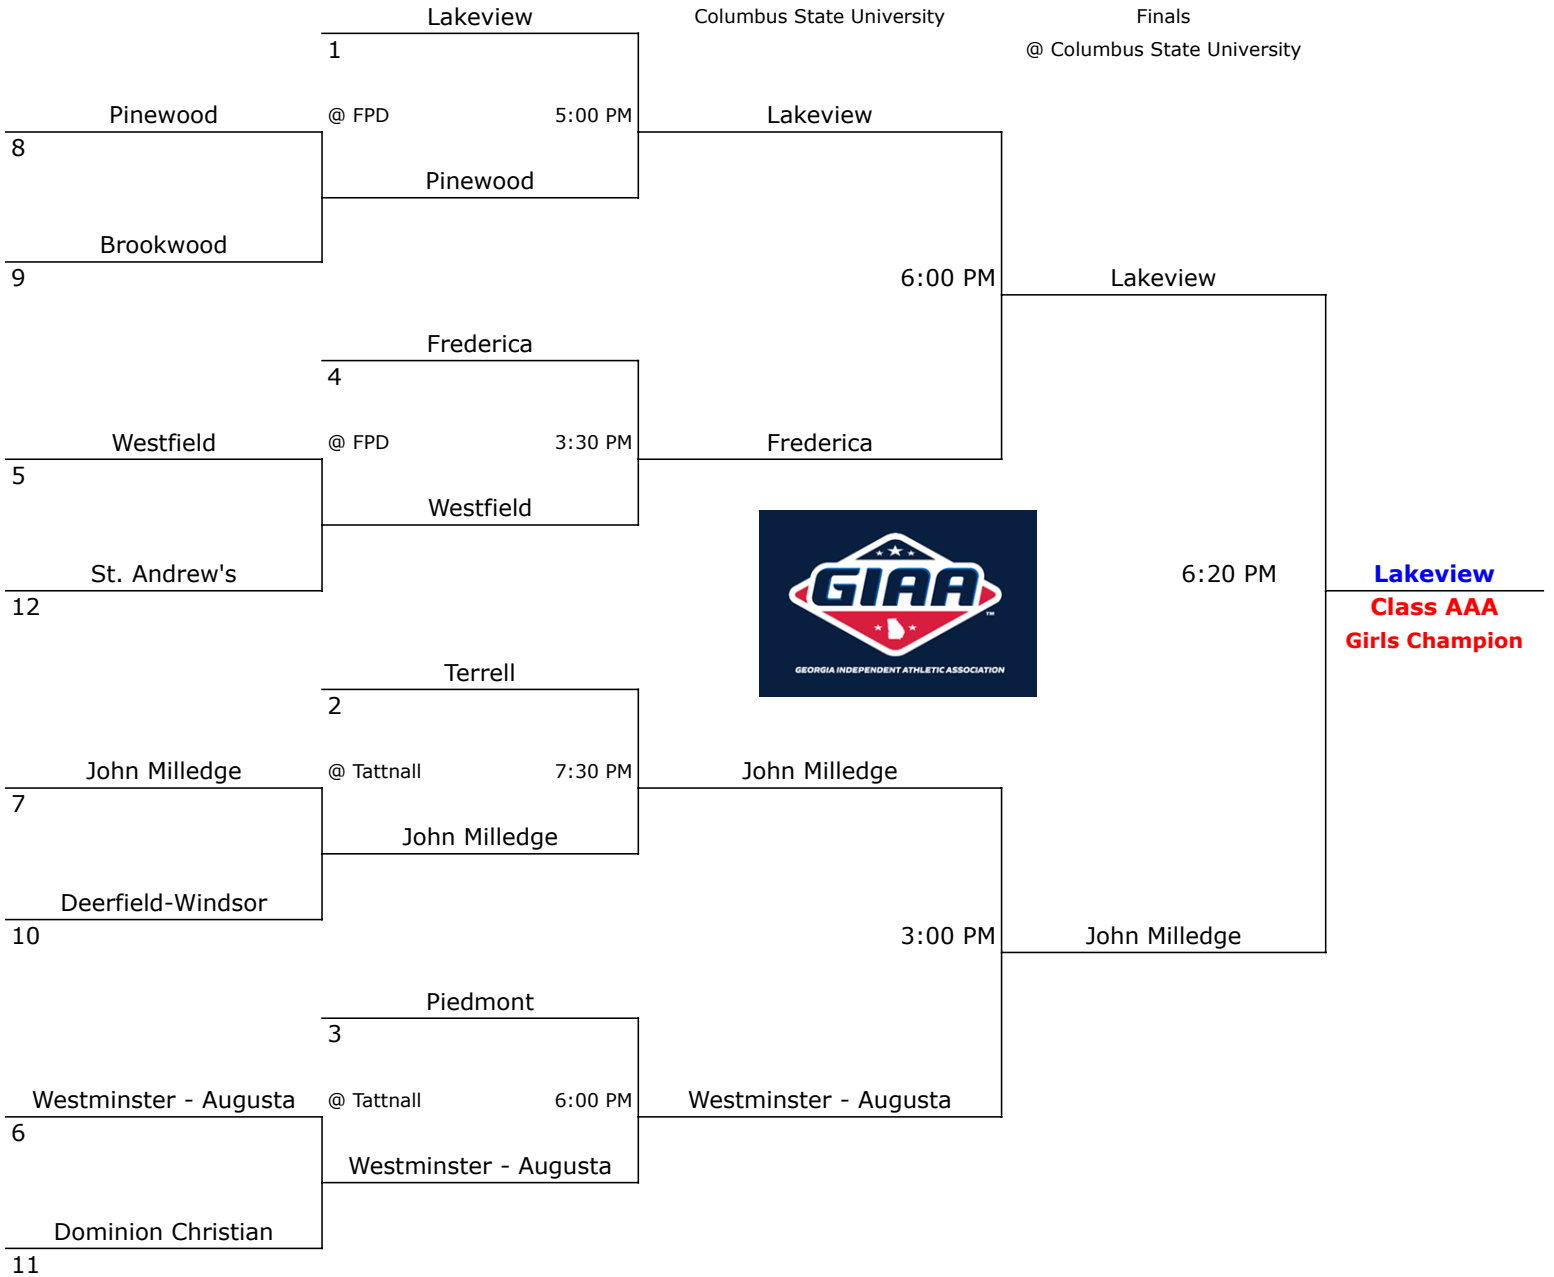 Lakeview
Columbus State University
Finals
1
@ Columbus State University
Pinewood
@ FPD
5:00 PM
Lakeview
8
Pinewood
Brookwood
9
6:00 PM
Lakeview
Frederica
4
Westfield
@ FPD
3:30 PM
Frederica
5
Westfield
St. Andrew's
GIAA
TM
GEORGIA INDEPENDENT ATHLETIC ASSOCIATION
6:20 PM
Lakeview
12
Class AAA
Girls Champion
Terrell
2
John Milledge
@ Tattnall
7:30 PM
John Milledge
7
John Milledge
Deerfield-Windsor
10
3:00 PM
John Milledge
Piedmont
3
Westminster - Augusta
@ Tattnall
6:00 PM
Westminster - Augusta
6
Westminster - Augusta
Dominion Christian
11